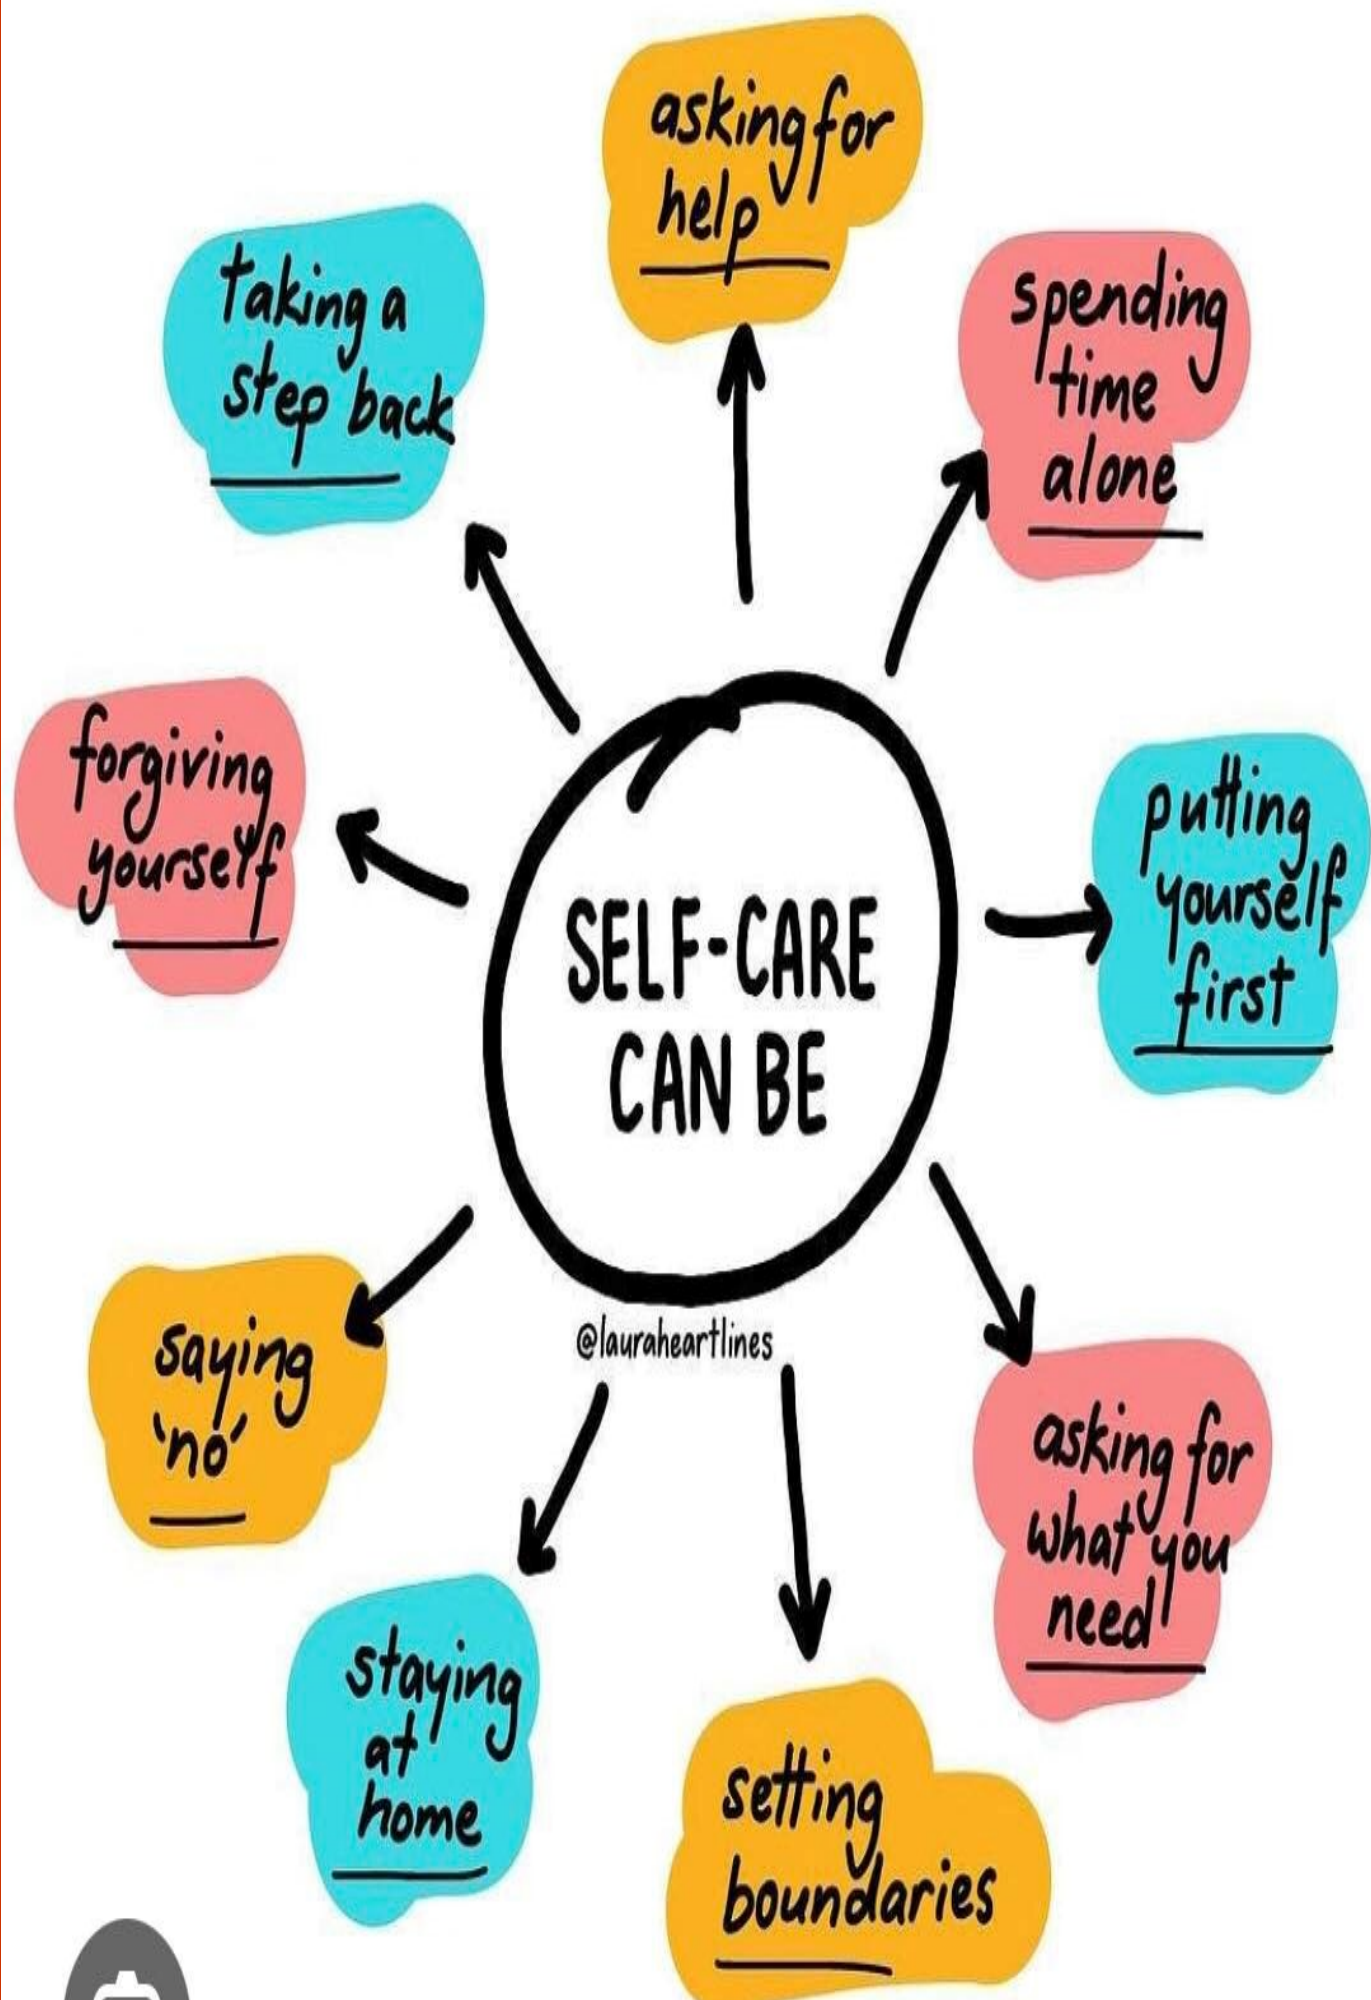 asking for
help
taking a
step back
spending
time
alone
forgiving
yourself
putting
yourself
first
SELF-CARE
CAN BE
@lauraheartlines
saying
'no'
asking for
what you
need
staying
at
home
setting
boundaries